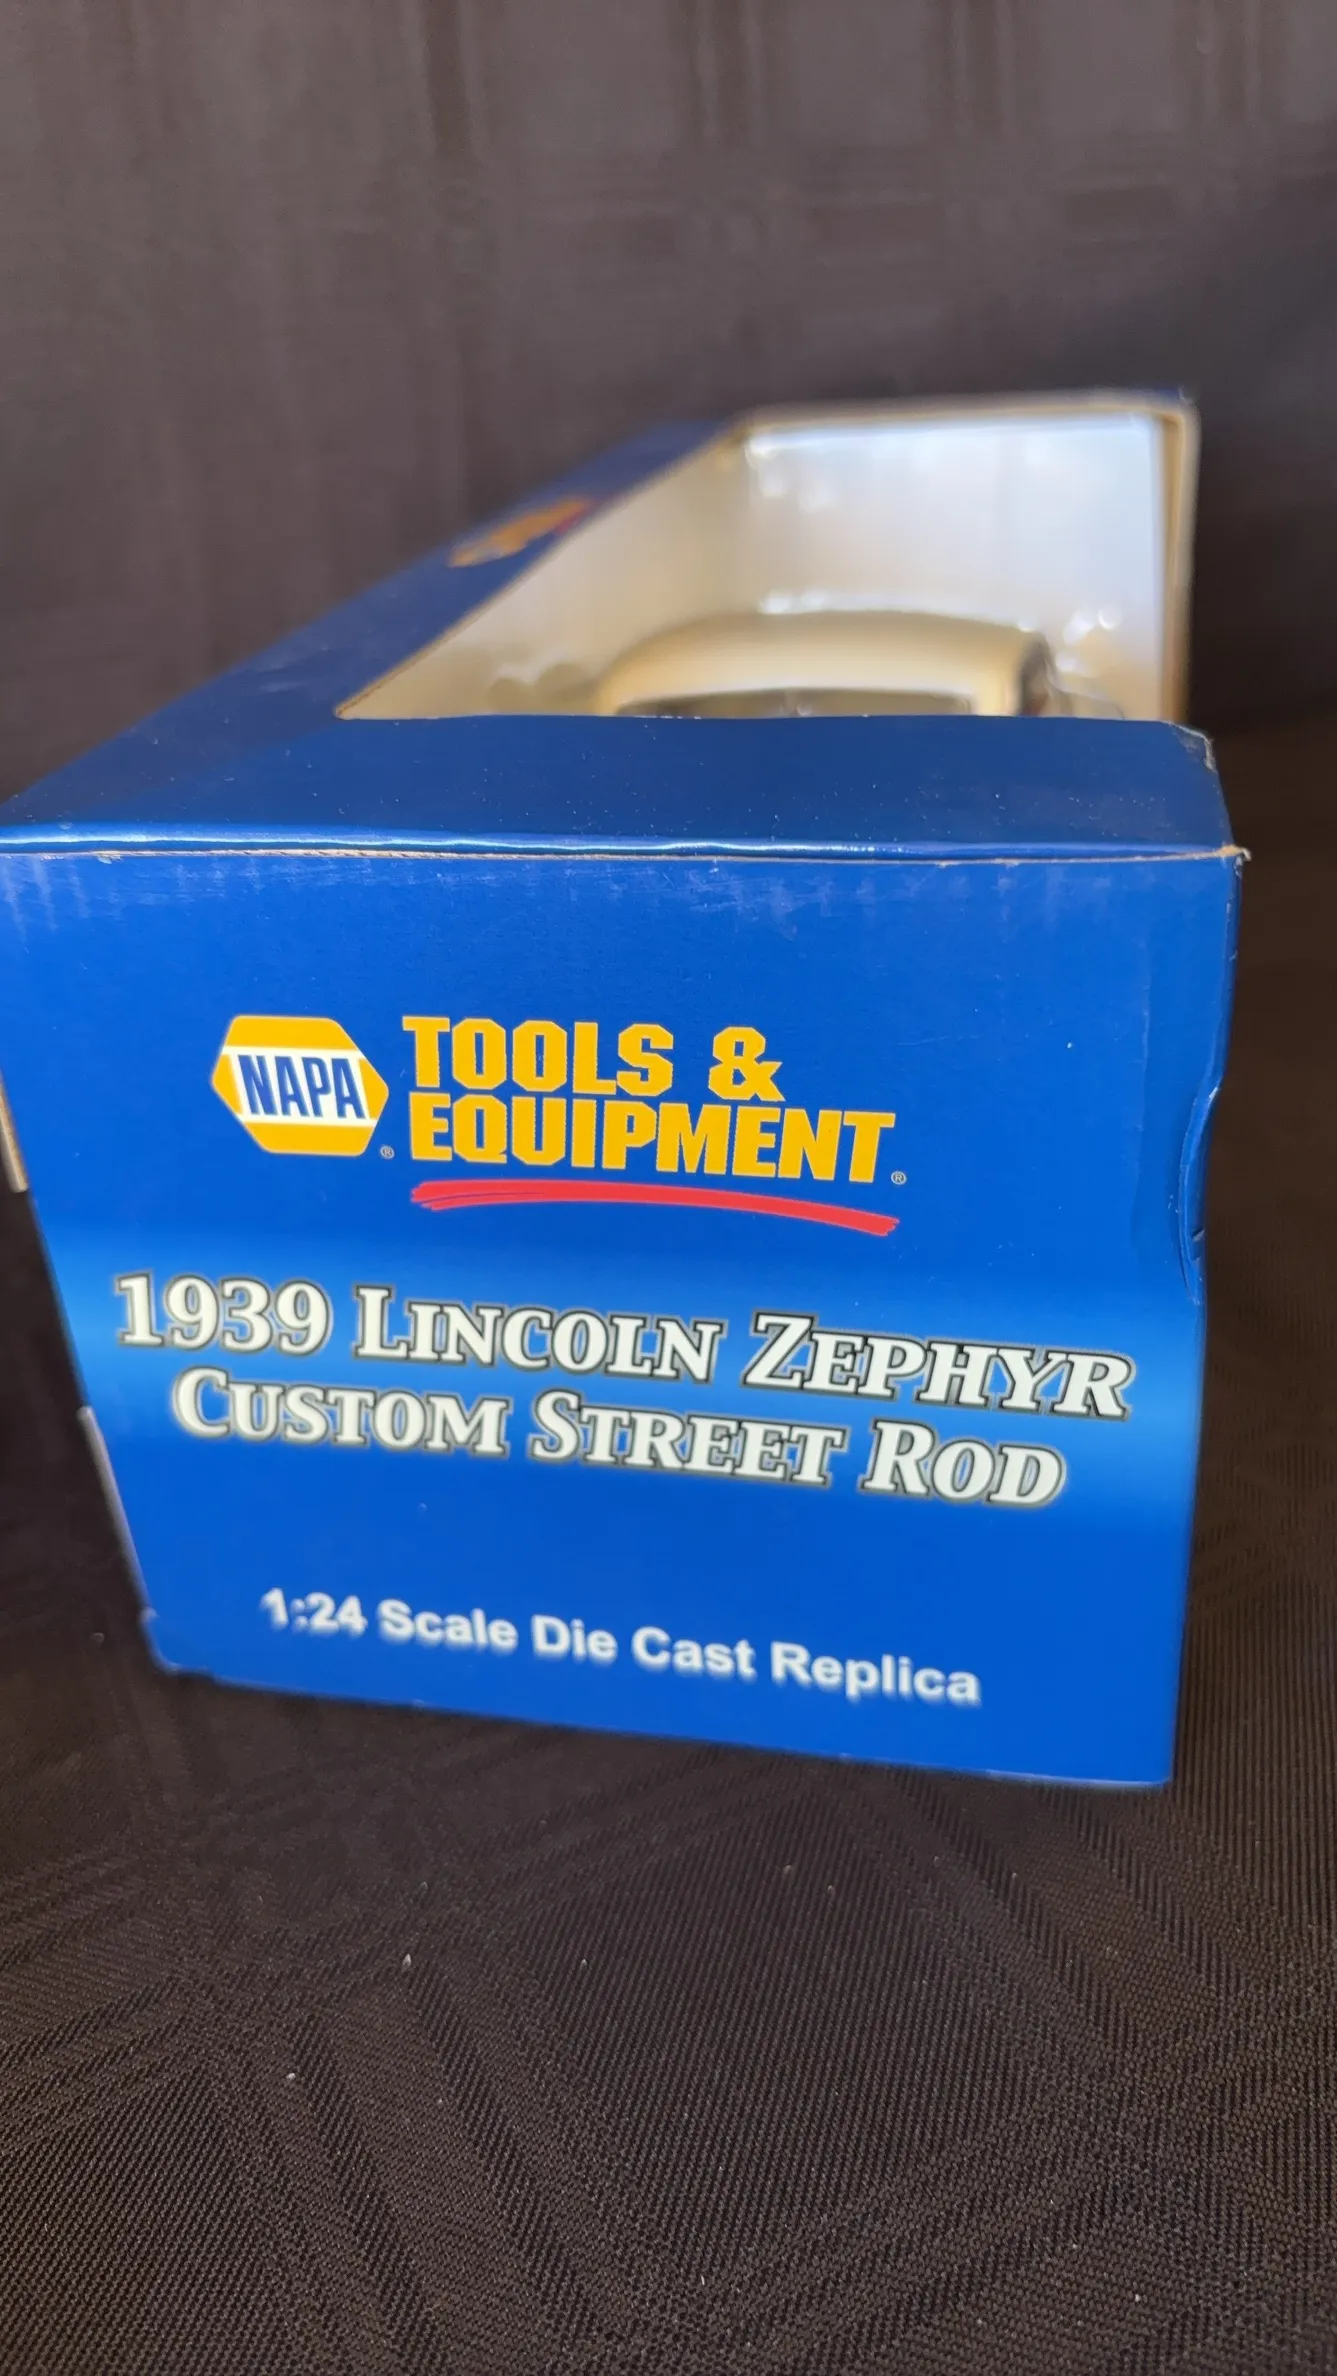 NAPA ®
TOOLS &
EQUIPMENT ®
1939 LINCOLN ZEPHYR
CUSTOM STREET ROD
1:24 Scale Die Cast Replica